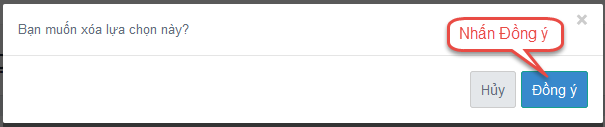 Bạn muốn xóa lựa chọn này?
×
Nhấn Đồng ý
Hủy
Đồng ý